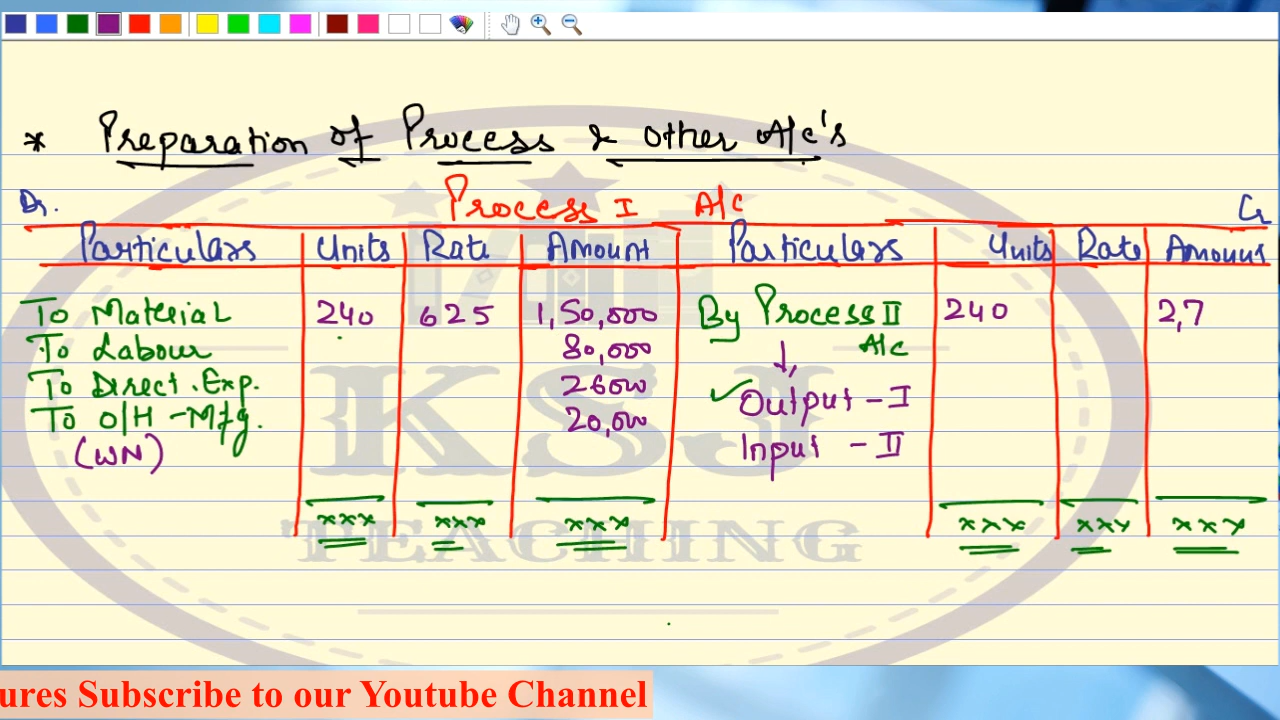 * Preparation of Process & other A/c's
Dr. Process I A/c Cr
Particulars Units Rate Amount Particulars Units Rate Amount
To Material 240 625 1,50,000 By Process II 240 2,7
To Labour 80,000 A/c
To Direct. Exp. 26000
To O/H - Mfg. 20,000 Output - I
(WN) Input - II
xxx xxx xxx xxx xxx xxx
KSJ
TEACHING
ures Subscribe to our Youtube Channel